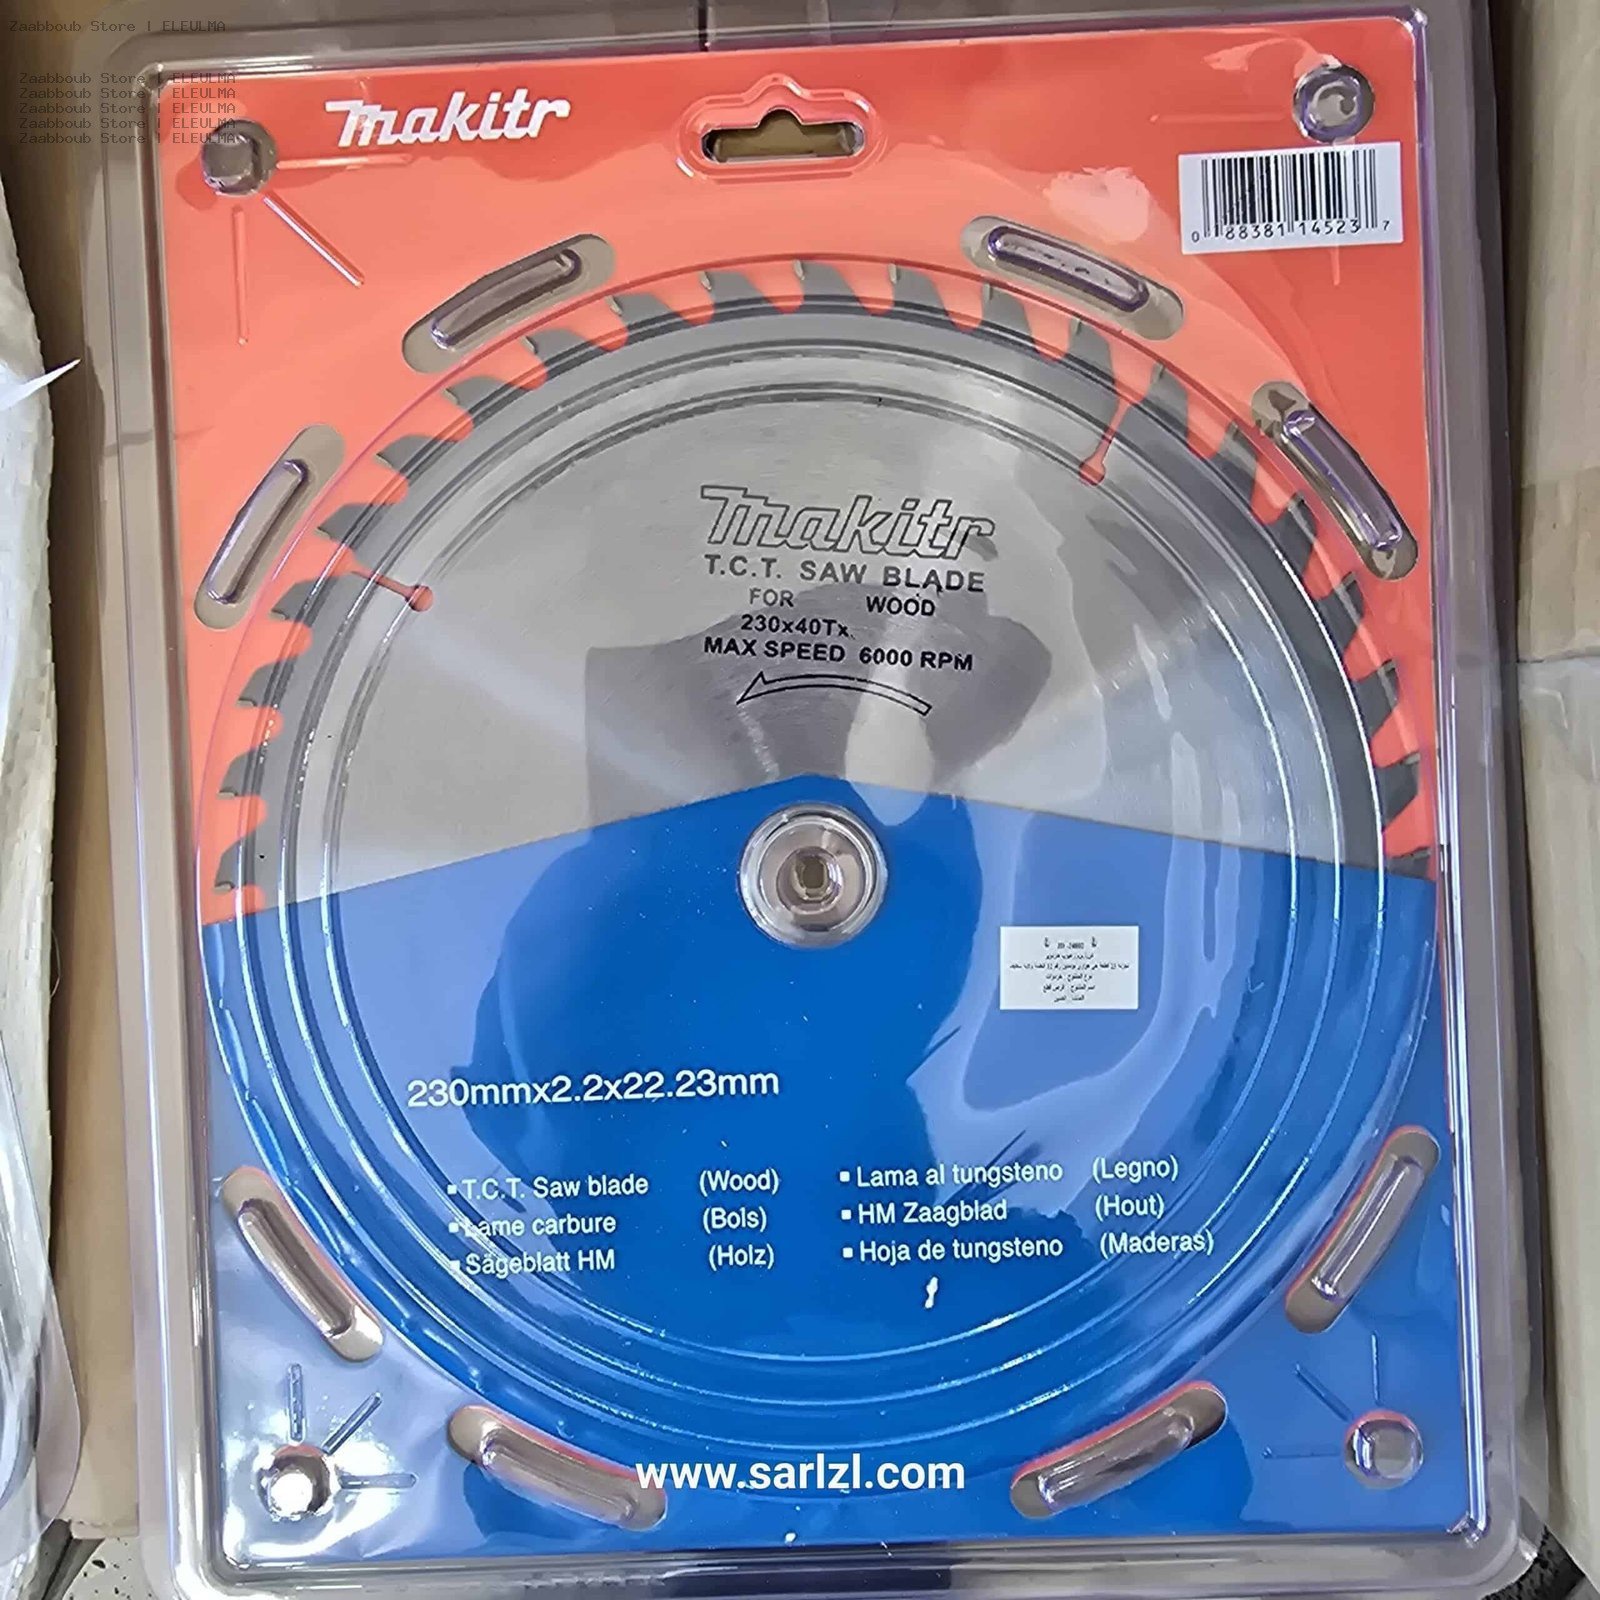 Zaabboub Store | ELEULMA
Zaabboub Store | ELEULMA
Zaabboub Store | ELEULMA
Zaabboub Store | ELEULMA
Zaabboub Store | ELEULMA
Zaabboub Store | ELEULMA
makitr
0 88381 14523 7
makitr
T.C.T. SAW BLADE
FOR WOOD
230x40Tx
MAX SPEED 6000 RPM
230mmx2.2x22.23mm
▪T.C.T. Saw blade (Wood)
▪Lame carbure (Bols)
▪Sägeblatt HM (Holz)
▪Lama al tungsteno (Legno)
▪HM Zaagblad (Hout)
▪Hoja de tungsteno (Maderas)
www.sarlzl.com